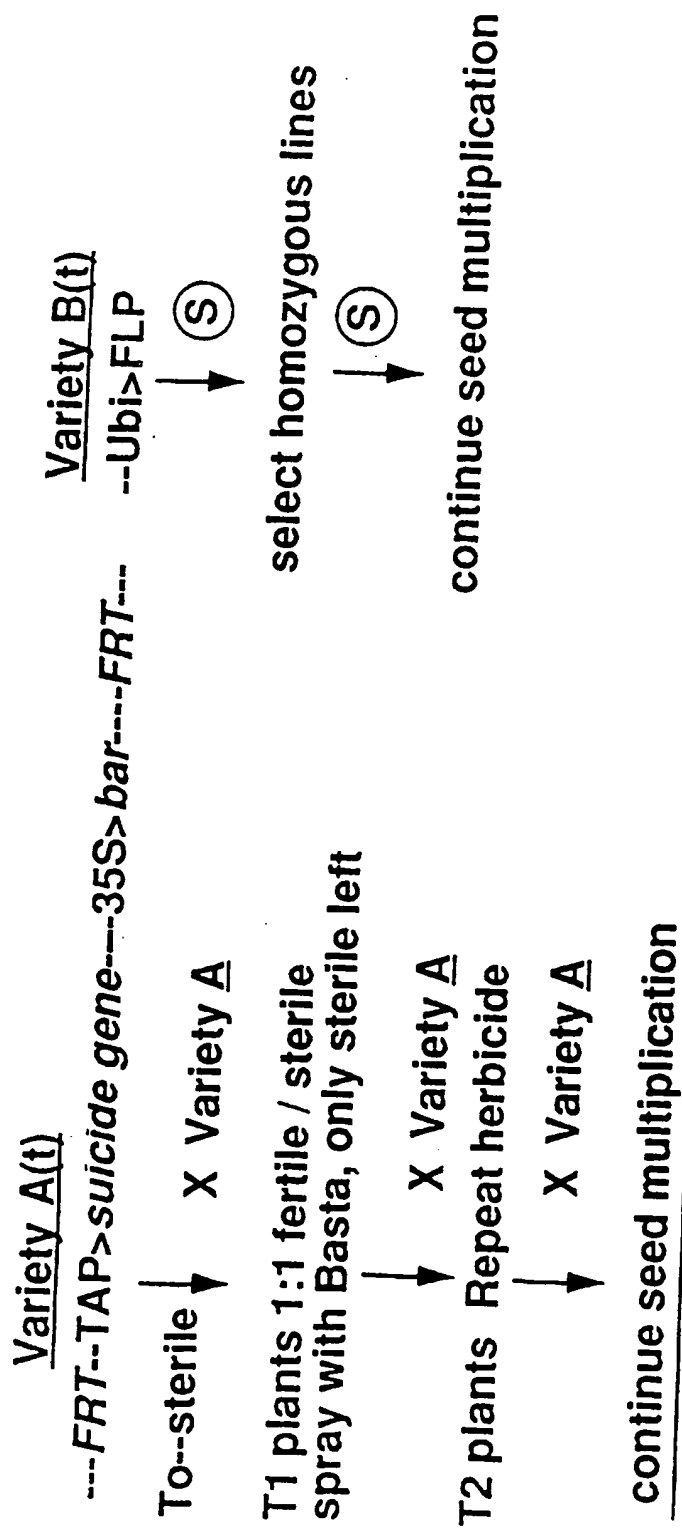 Variety A(t)
----FRT--TAP>suicide gene----35S>bar----FRT---
To--sterile
X Variety A
T1 plants 1:1 fertile / sterile
spray with Basta, only sterile left
X Variety A
T2 plants Repeat herbicide
X Variety A
continue seed multiplication
Variety B(t)
--Ubi>FLP
S
select homozygous lines
S
continue seed multiplication